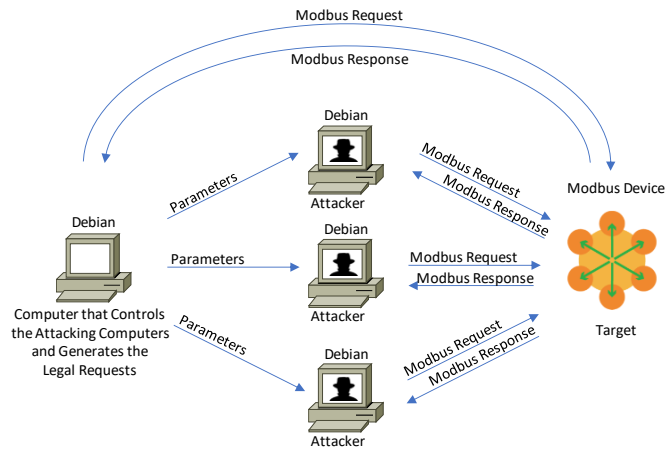 Modbus Request
Modbus Response
Debian
Attacker
Parameters
Modbus Request
Modbus Response
Modbus Device
Debian
Computer that Controls
the Attacking Computers
and Generates the
Legal Requests
Parameters
Debian
Attacker
Modbus Request
Modbus Response
Target
Parameters
Debian
Attacker
Modbus Request
Modbus Response